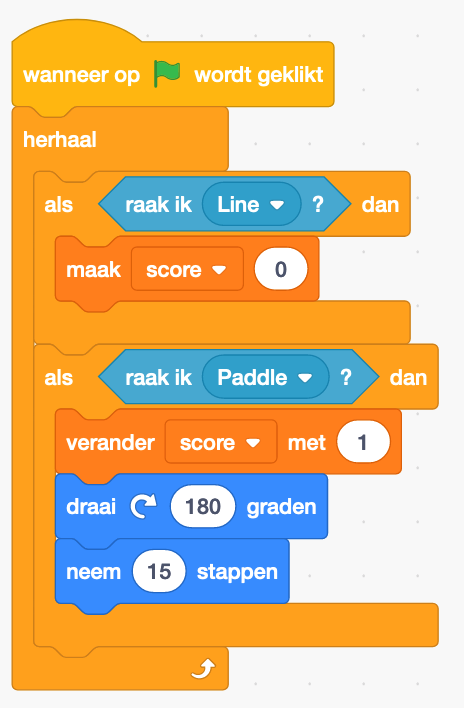 wanneer op wordt geklikt
herhaal
als raak ik Line ? dan
maak score 0
als raak ik Paddle ? dan
verander score met 1
draai 180 graden
neem 15 stappen